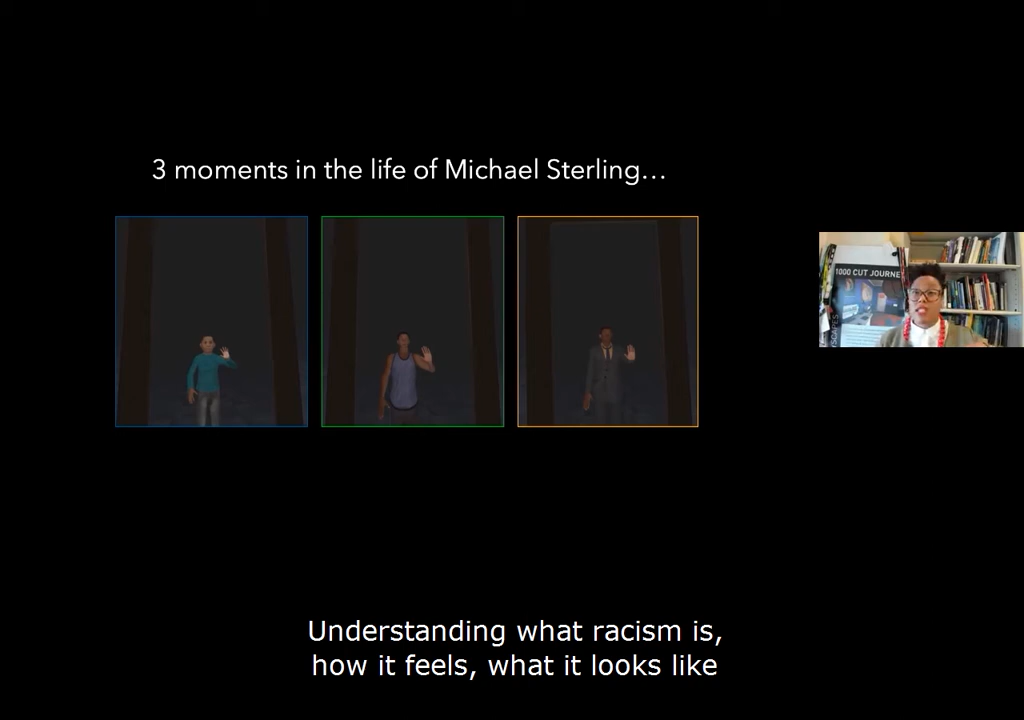 3 moments in the life of Michael Sterling...
1000 CUT JOURNE
Understanding what racism is,
how it feels, what it looks like